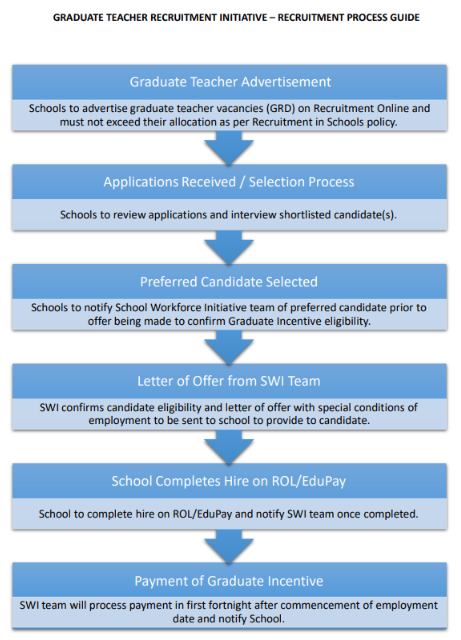 GRADUATE TEACHER RECRUITMENT INITIATIVE – RECRUITMENT PROCESS GUIDE
Graduate Teacher Advertisement
Schools to advertise graduate teacher vacancies (GRD) on Recruitment Online and
must not exceed their allocation as per Recruitment in Schools policy.
Applications Received / Selection Process
Schools to review applications and interview shortlisted candidate(s).
Preferred Candidate Selected
Schools to notify School Workforce Initiative team of preferred candidate prior to
offer being made to confirm Graduate Incentive eligibility.
Letter of Offer from SWI Team
SWI confirms candidate eligibility and letter of offer with special conditions of
employment to be sent to school to provide to candidate.
School Completes Hire on ROL/EduPay
School to complete hire on ROL/EduPay and notify SWI team once completed.
Payment of Graduate Incentive
SWI team will process payment in first fortnight after commencement of employment
date and notify School.